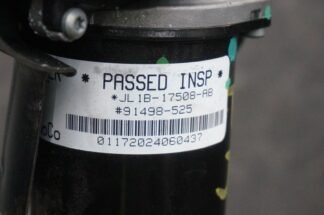 * PASSED INSP *
*JL1B-17508-AB
#91498-525
01172024060437